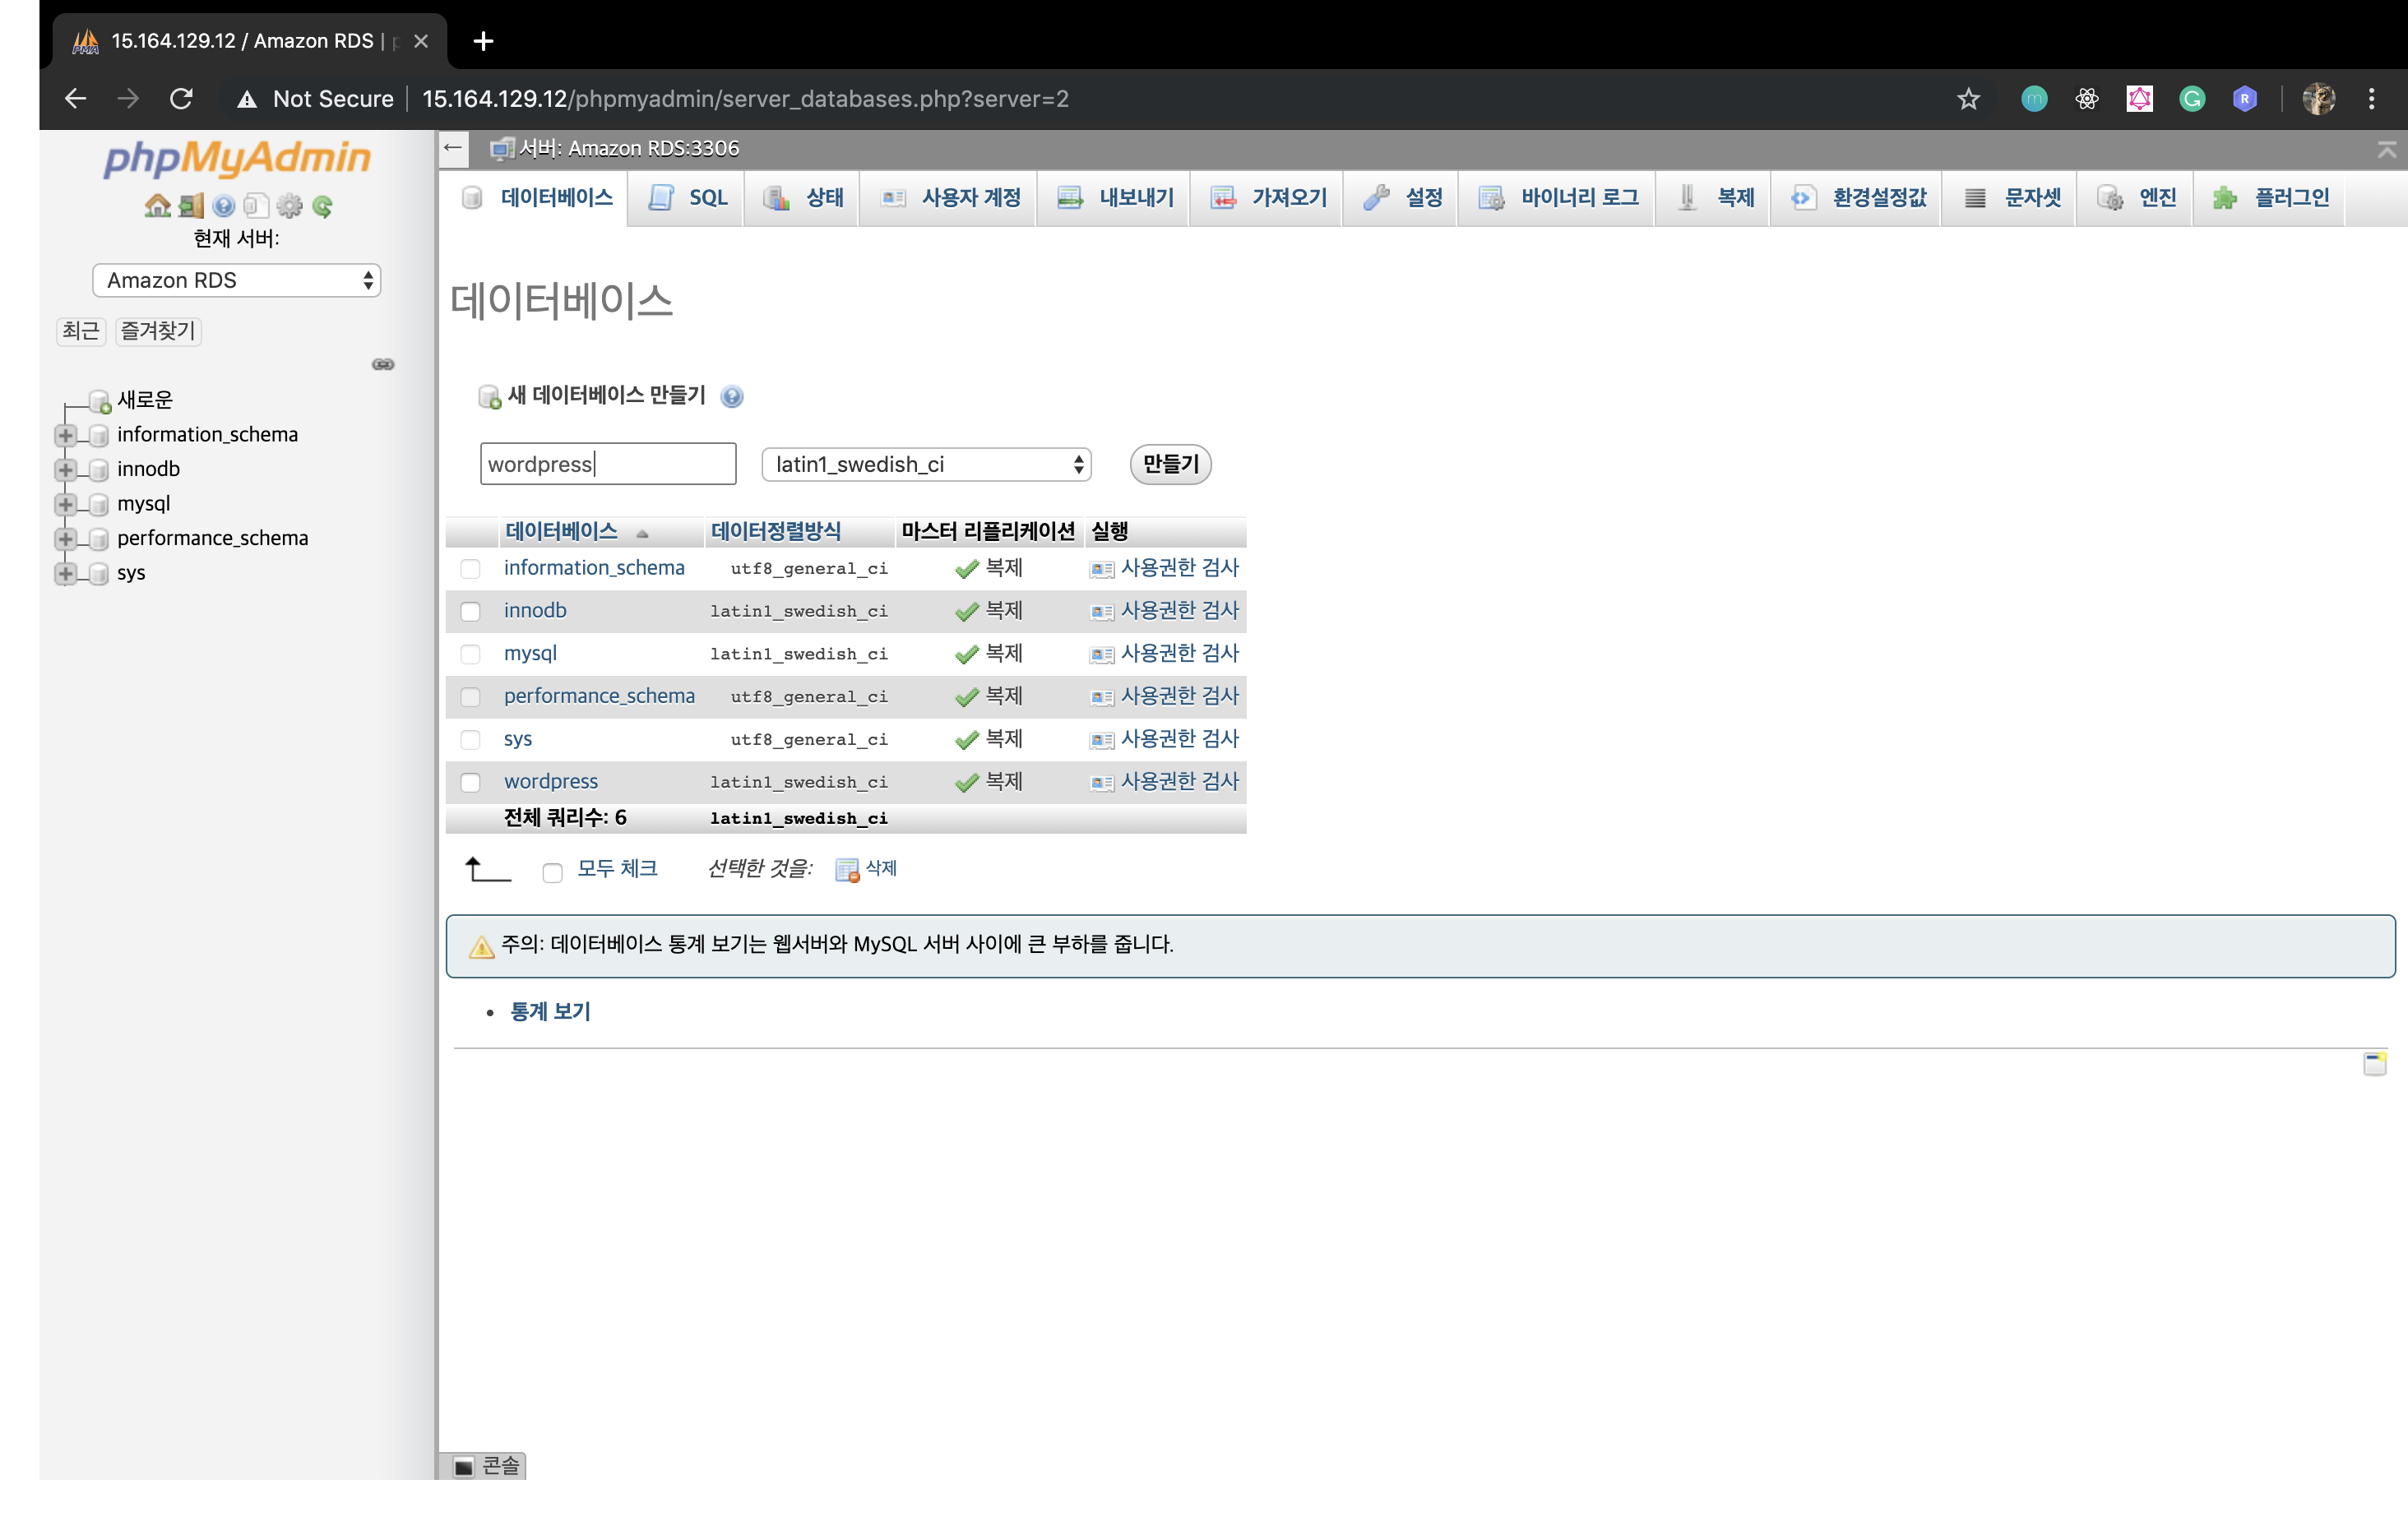 15.164.129.12 / Amazon RDS |
Not Secure 15.164.129.12/phpmyadmin/server_databases.php?server=2
phpMyAdmin
현재 서버:
Amazon RDS
최근 즐겨찾기
새로운
information_schema
innodb
mysql
performance_schema
sys
서버: Amazon RDS:3306
데이터베이스 SQL 상태 사용자 계정 내보내기 가져오기 설정 바이너리 로그 복제 환경설정값 문자셋 엔진 플러그인
데이터베이스
새 데이터베이스 만들기
wordpress latin1_swedish_ci 만들기
데이터베이스 데이터정렬방식 마스터 리플리케이션 실행
information_schema utf8_general_ci 복제 사용권한 검사
innodb latin1_swedish_ci 복제 사용권한 검사
mysql latin1_swedish_ci 복제 사용권한 검사
performance_schema utf8_general_ci 복제 사용권한 검사
sys utf8_general_ci 복제 사용권한 검사
wordpress latin1_swedish_ci 복제 사용권한 검사
전체 쿼리수: 6 latin1_swedish_ci
모두 체크 선택한 것을: 삭제
주의: 데이터베이스 통계 보기는 웹서버와 MySQL 서버 사이에 큰 부하를 줍니다.
• 통계 보기
콘솔